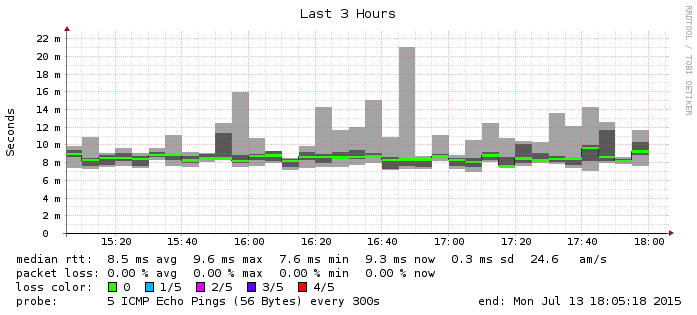 Last 3 Hours
RRDTOOL / TOBI OETIKER
Seconds
22 m
20 m
18 m
16 m
14 m
12 m
10 m
8 m
6 m
4 m
2 m
0
15:20 15:40 16:00 16:20 16:40 17:00 17:20 17:40 18:00
median rtt: 8.5 ms avg 9.6 ms max 7.6 ms min 9.3 ms now 0.3 ms sd 24.6 am/s
packet loss: 0.00 % avg 0.00 % max 0.00 % min 0.00 % now
loss color: 0 1/5 2/5 3/5 4/5
probe: 5 ICMP Echo Pings (56 Bytes) every 300s end: Mon Jul 13 18:05:18 2015